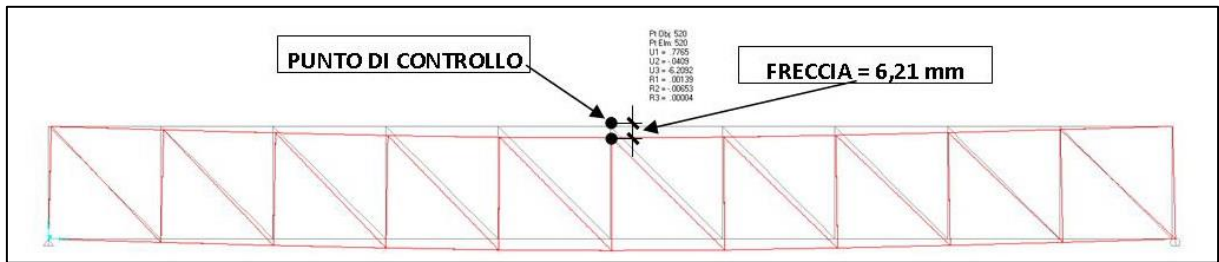 Pt Obj: 520
Pt Elm: 520
U1 = .7765
U2 = -.0409
U3 = -6.2092
R1 = .00139
R2 = -.00653
R3 = .00004
PUNTO DI CONTROLLO
FRECCIA = 6,21 mm